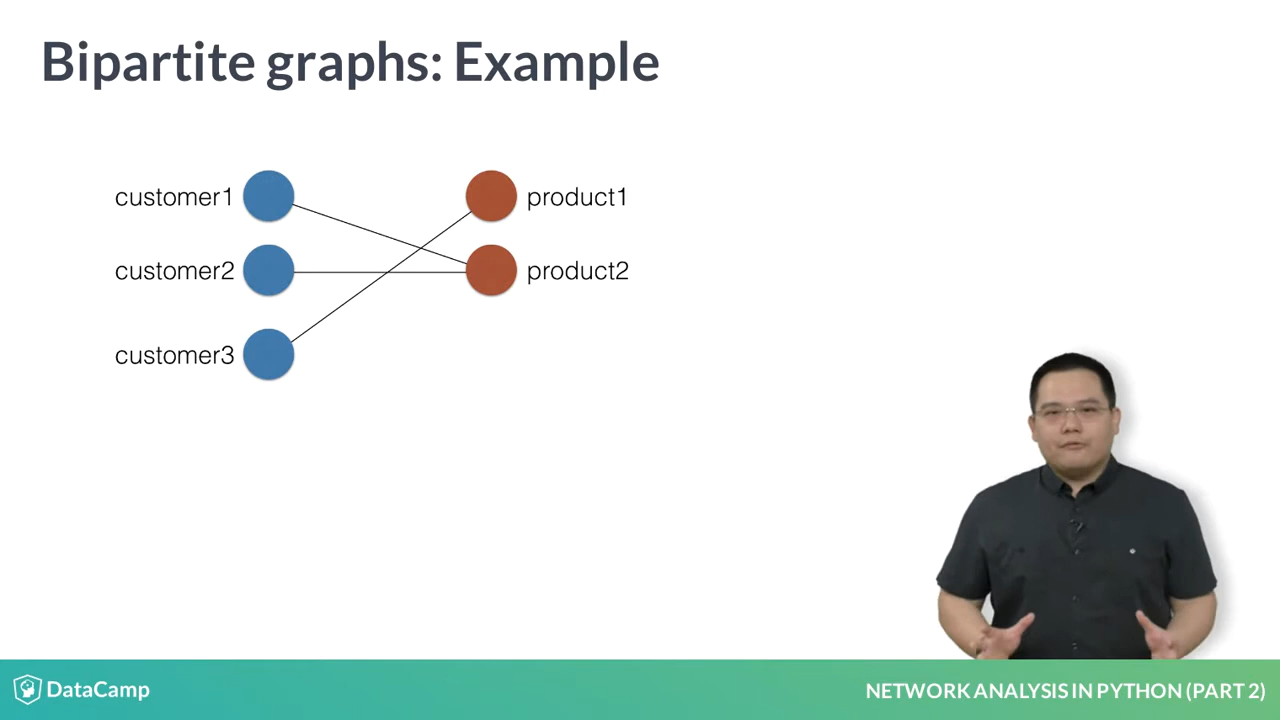 Bipartite graphs: Example
customer1
product1
customer2
product2
customer3
DataCamp
NETWORK ANALYSIS IN PYTHON (PART 2)